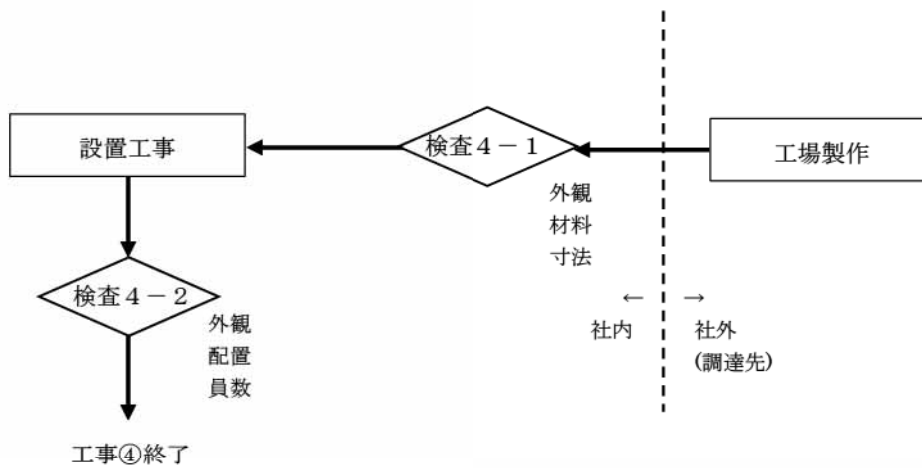 設置工事
検査４－１
工場製作
外観
材料
寸法
検査４－２
外観
配置
員数
← →
社内 社外
(調達先)
工事④終了